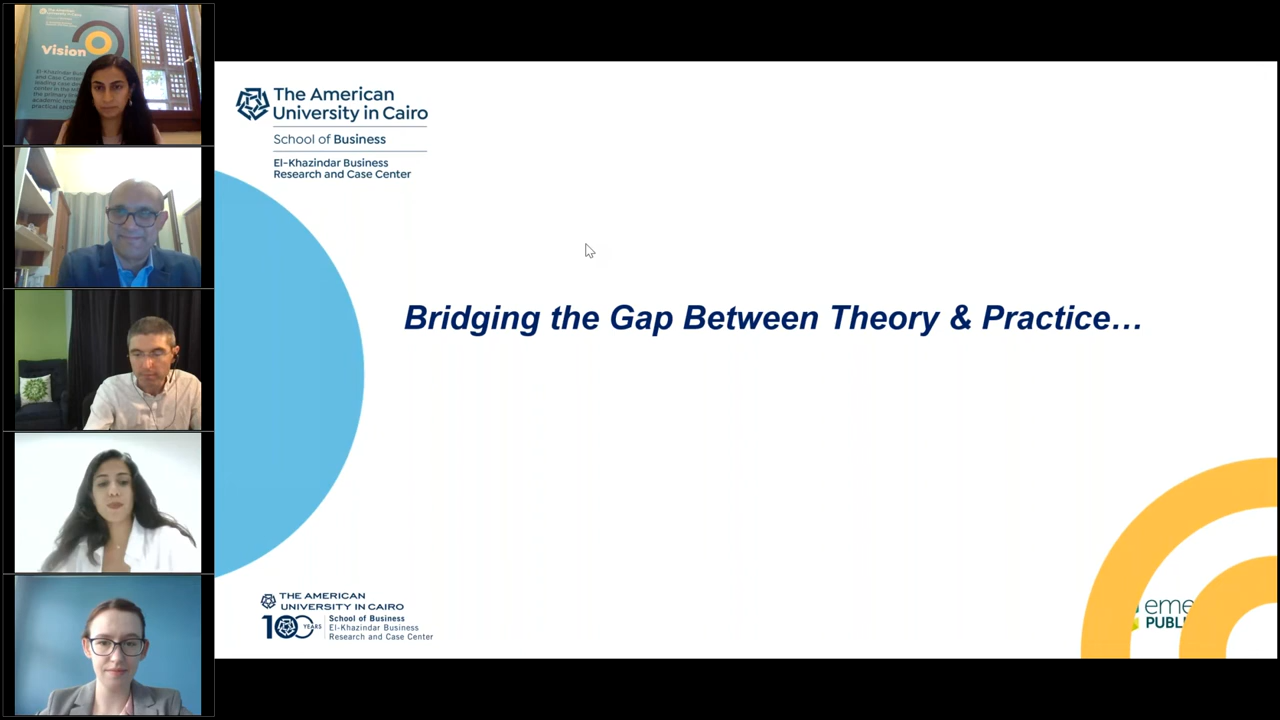 Vision
The American
University in Cairo
School of Business
El-Khazindar Business
Research and Case Center
Bridging the Gap Between Theory & Practice...
THE AMERICAN
UNIVERSITY IN CAIRO
100 YEARS
School of Business
El-Khazindar Business
Research and Case Center
eme
PUBLI